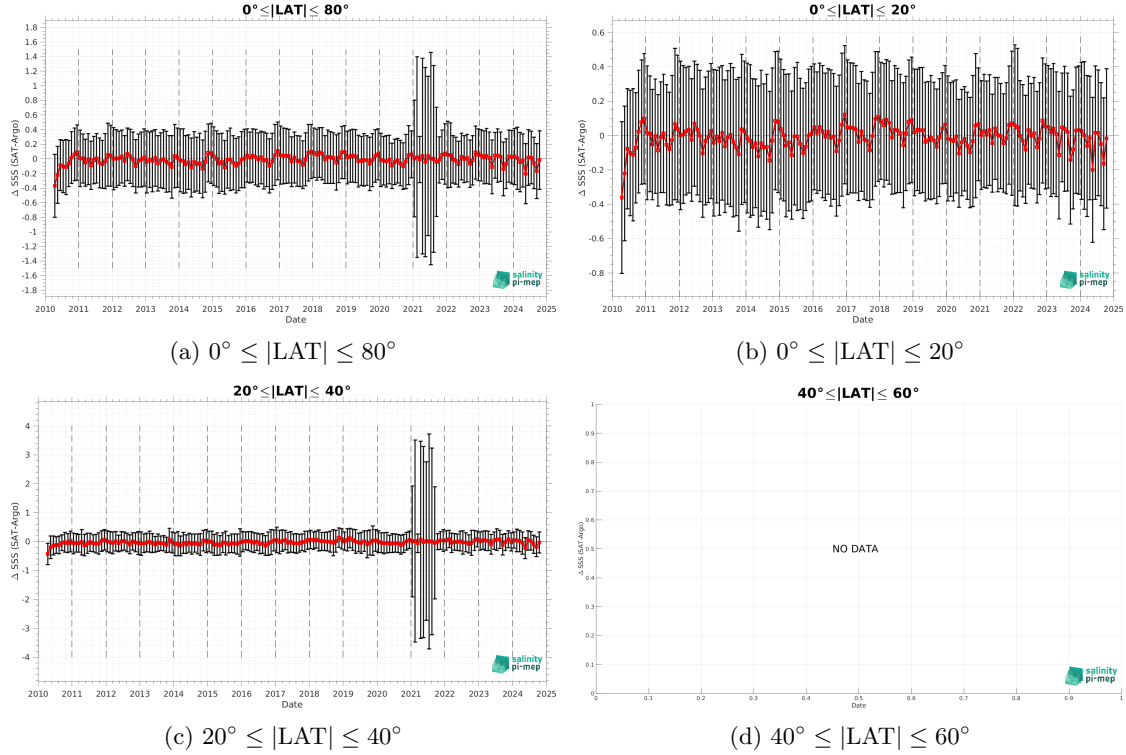 0°≤|LAT|≤ 80°
Δ SSS (SAT-Argo)
1.8
1.6
1.4
1.2
1
0.8
0.6
0.4
0.2
0
-0.2
-0.4
-0.6
-0.8
-1
-1.2
-1.4
-1.6
-1.8
salinity
pi-mep
2010 2011 2012 2013 2014 2015 2016 2017 2018 2019 2020 2021 2022 2023 2024 2025
Date
(a) 0° ≤ |LAT| ≤ 80°
0°≤|LAT|≤ 20°
Δ SSS (SAT-Argo)
0.6
0.4
0.2
0
-0.2
-0.4
-0.6
-0.8
salinity
pi-mep
2010 2011 2012 2013 2014 2015 2016 2017 2018 2019 2020 2021 2022 2023 2024 2025
Date
(b) 0° ≤ |LAT| ≤ 20°
20°≤|LAT|≤ 40°
Δ SSS (SAT-Argo)
4
3
2
1
0
-1
-2
-3
-4
salinity
pi-mep
2010 2011 2012 2013 2014 2015 2016 2017 2018 2019 2020 2021 2022 2023 2024 2025
Date
(c) 20° ≤ |LAT| ≤ 40°
40°≤|LAT|≤ 60°
Δ SSS (SAT-Argo)
1
0.9
0.8
0.7
0.6
0.5
0.4
0.3
0.2
0.1
0
NO DATA
salinity
pi-mep
0 0.1 0.2 0.3 0.4 0.5 0.6 0.7 0.8 0.9 1
Date
(d) 40° ≤ |LAT| ≤ 60°